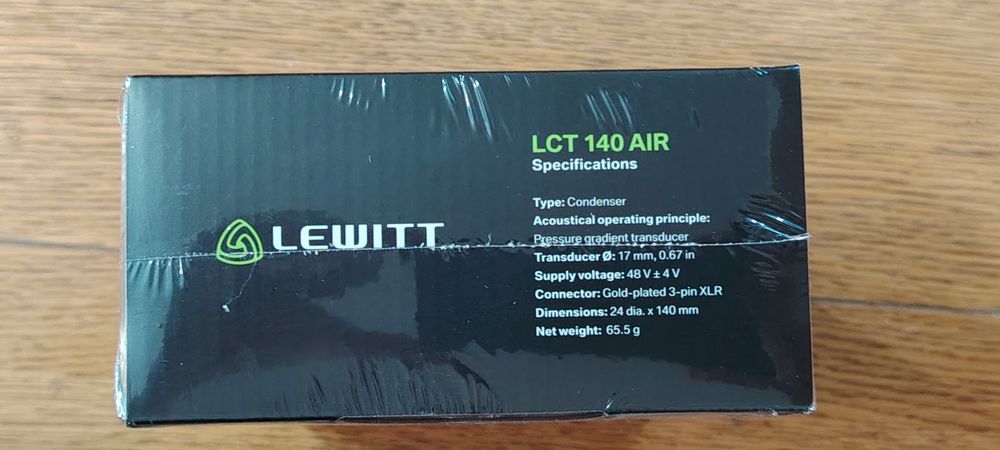 LEWITT
LCT 140 AIR
Specifications
Type: Condenser
Acoustical operating principle:
Pressure gradient transducer
Transducer Ø: 17 mm, 0.67 in
Supply voltage: 48 V ± 4 V
Connector: Gold-plated 3-pin XLR
Dimensions: 24 dia. x 140 mm
Net weight: 65.5 g